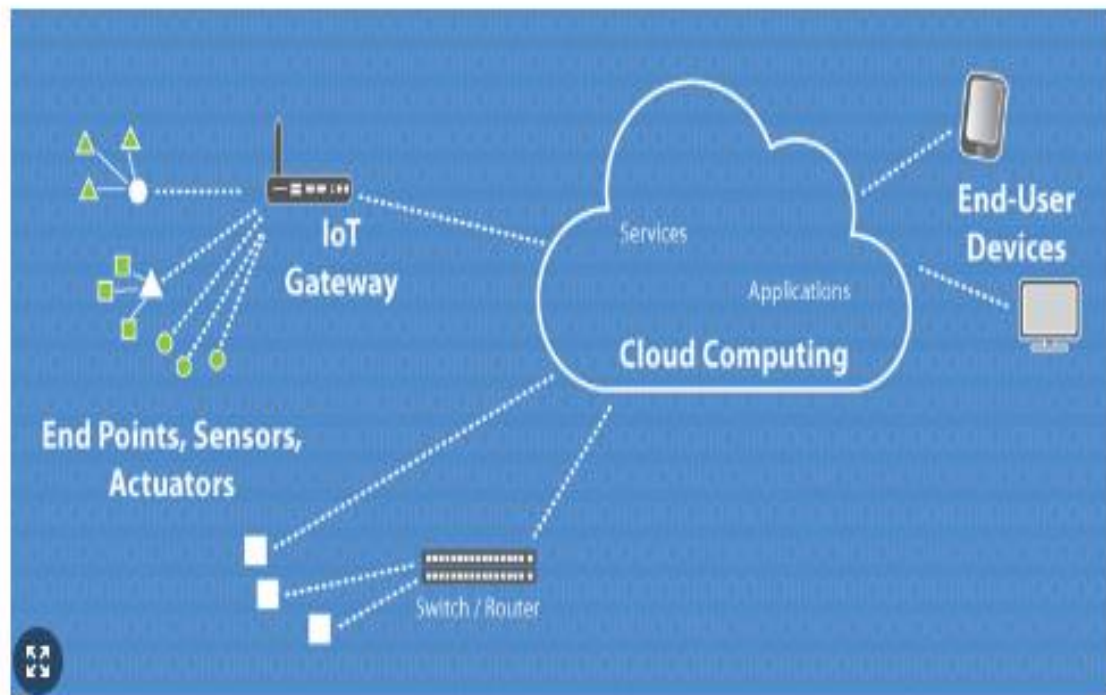 IoT
Gateway
Services
Applications
Cloud Computing
End-User
Devices
End Points, Sensors,
Actuators
Switch / Router